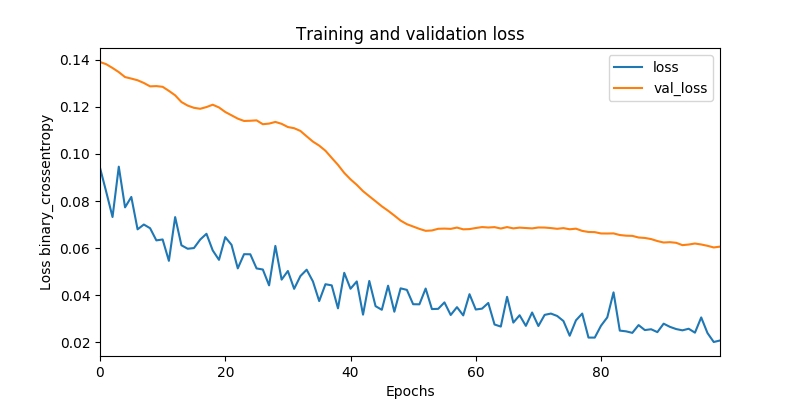 Training and validation loss
Loss binary_crossentropy
0.14
0.12
0.10
0.08
0.06
0.04
0.02
loss
val_loss
0 20 40 60 80
Epochs